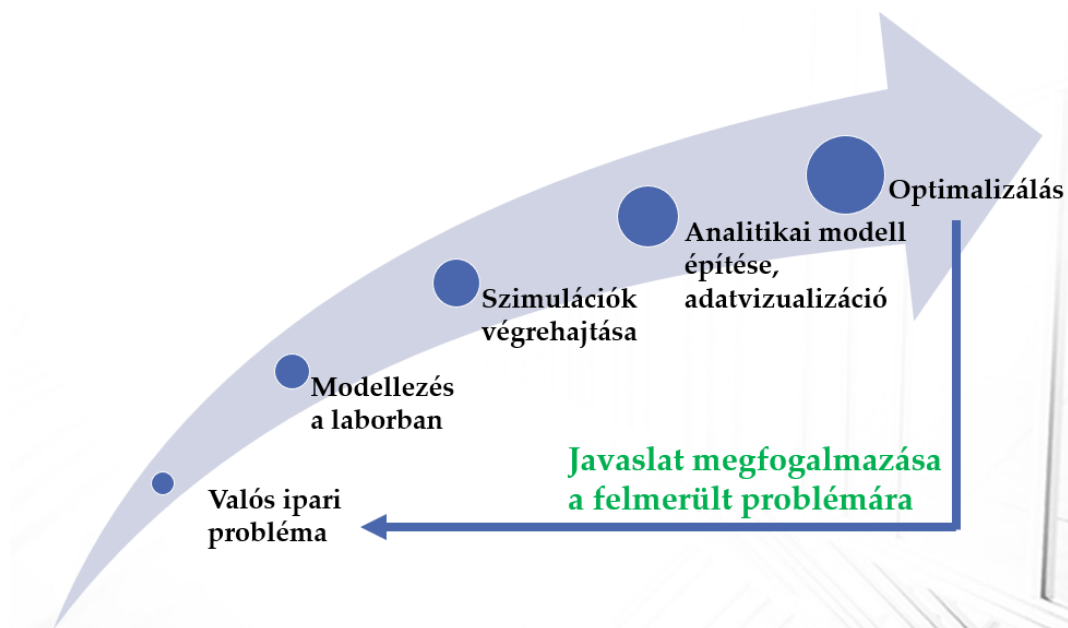 Optimalizálás
Analitikai modell
építése,
adatvizualizáció
Szimulációk
végrehajtása
Modellezés
a laborban
Javaslat megfogalmazása
a felmerült problémára
Valós ipari
probléma